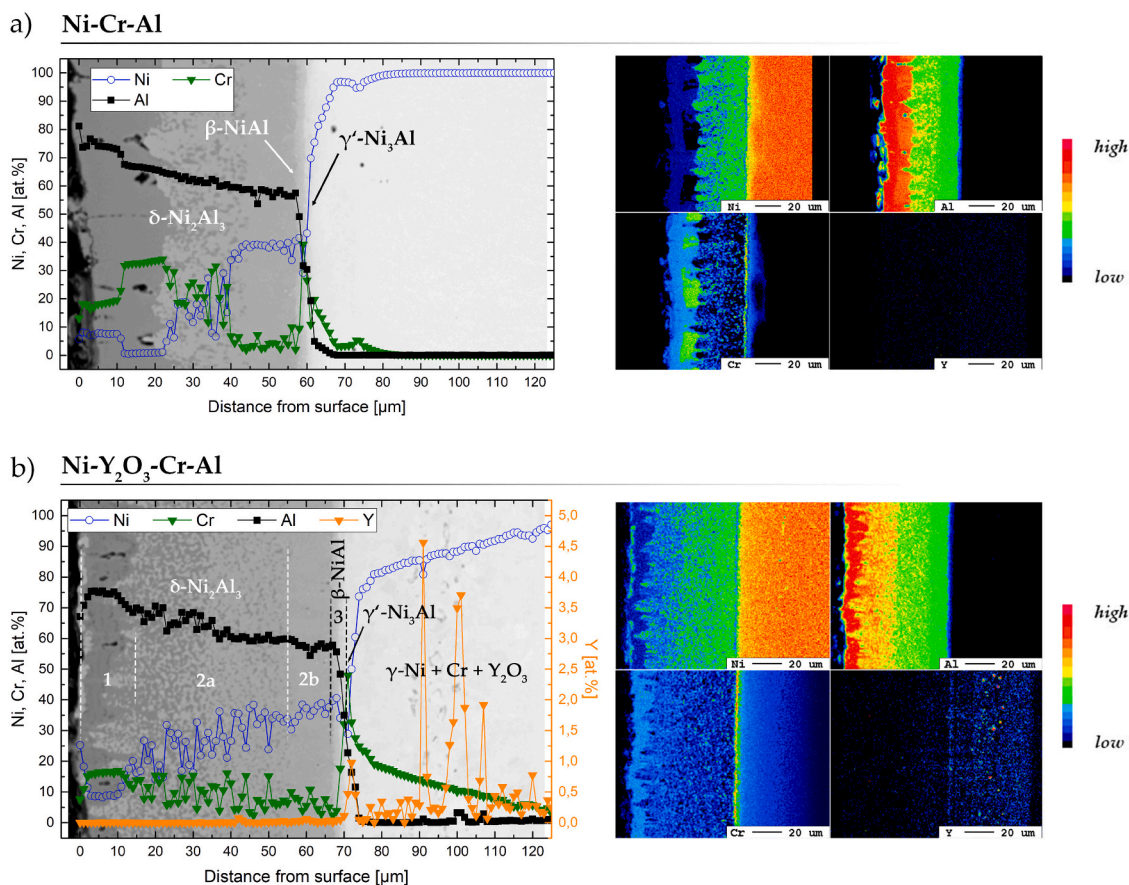 a) Ni-Cr-Al
Ni, Cr, Al [at.%]
100
90
80
70
60
50
40
30
20
10
0
Ni Cr
Al
β-NiAl
γ‘-Ni₃Al
δ-Ni₂Al₃
0 10 20 30 40 50 60 70 80 90 100 110 120
Distance from surface [µm]
Ni 20 um
Al 20 um
Cr 20 um
Y 20 um
high
low
b) Ni-Y₂O₃-Cr-Al
Ni, Cr, Al [at.%]
100
90
80
70
60
50
40
30
20
10
0
Ni Cr Al Y
δ-Ni₂Al₃
β-NiAl
3
γ‘-Ni₃Al
γ-Ni + Cr + Y₂O₃
1 2a 2b
0 10 20 30 40 50 60 70 80 90 100 110 120
Distance from surface [µm]
5,0
4,5
4,0
3,5
3,0
2,5
2,0
1,5
1,0
0,5
0,0
Y [at.%]
Ni 20 um
Al 20 um
Cr 20 um
Y 20 um
high
low